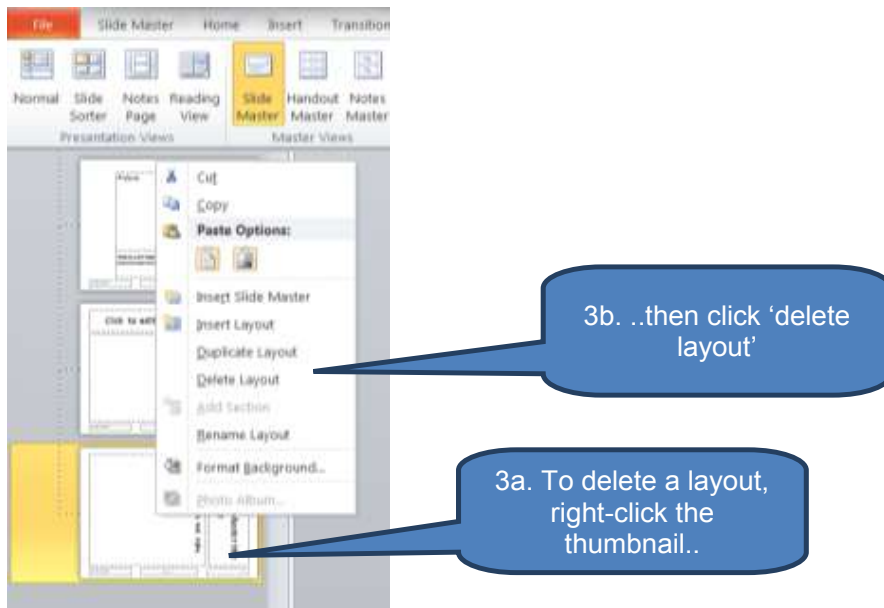 File Slide Master Home Insert Transition
Normal Slide Sorter Notes Page Reading View Slide Master Handout Master Notes Master
Presentation Views Master Views
Cut
Copy
Paste Options:
Insert Slide Master
Insert Layout
Duplicate Layout
Delete Layout
Add Section
Rename Layout
Format Background...
Photo Album...
Click to edit
3b. ..then click ‘delete
layout’
3a. To delete a layout,
right-click the
thumbnail..